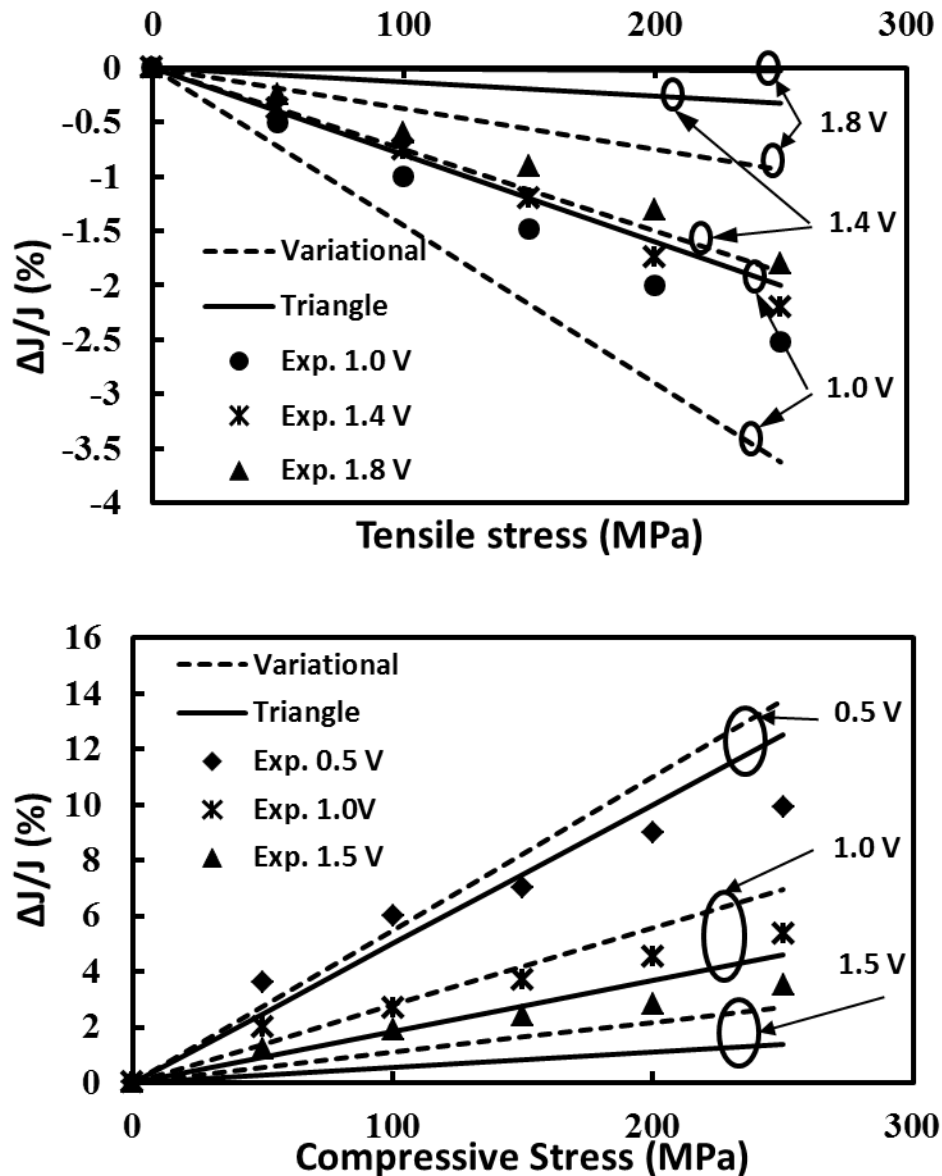 0 100 200 300
0
-0.5
-1
-1.5
-2
-2.5
-3
-3.5
-4
ΔJ/J (%)
Variational
Triangle
Exp. 1.0 V
Exp. 1.4 V
Exp. 1.8 V
1.8 V
1.4 V
1.0 V
Tensile stress (MPa)
16
14
12
10
8
6
4
2
0
ΔJ/J (%)
Variational
Triangle
Exp. 0.5 V
Exp. 1.0V
Exp. 1.5 V
0.5 V
1.0 V
1.5 V
0 100 200 300
Compressive Stress (MPa)